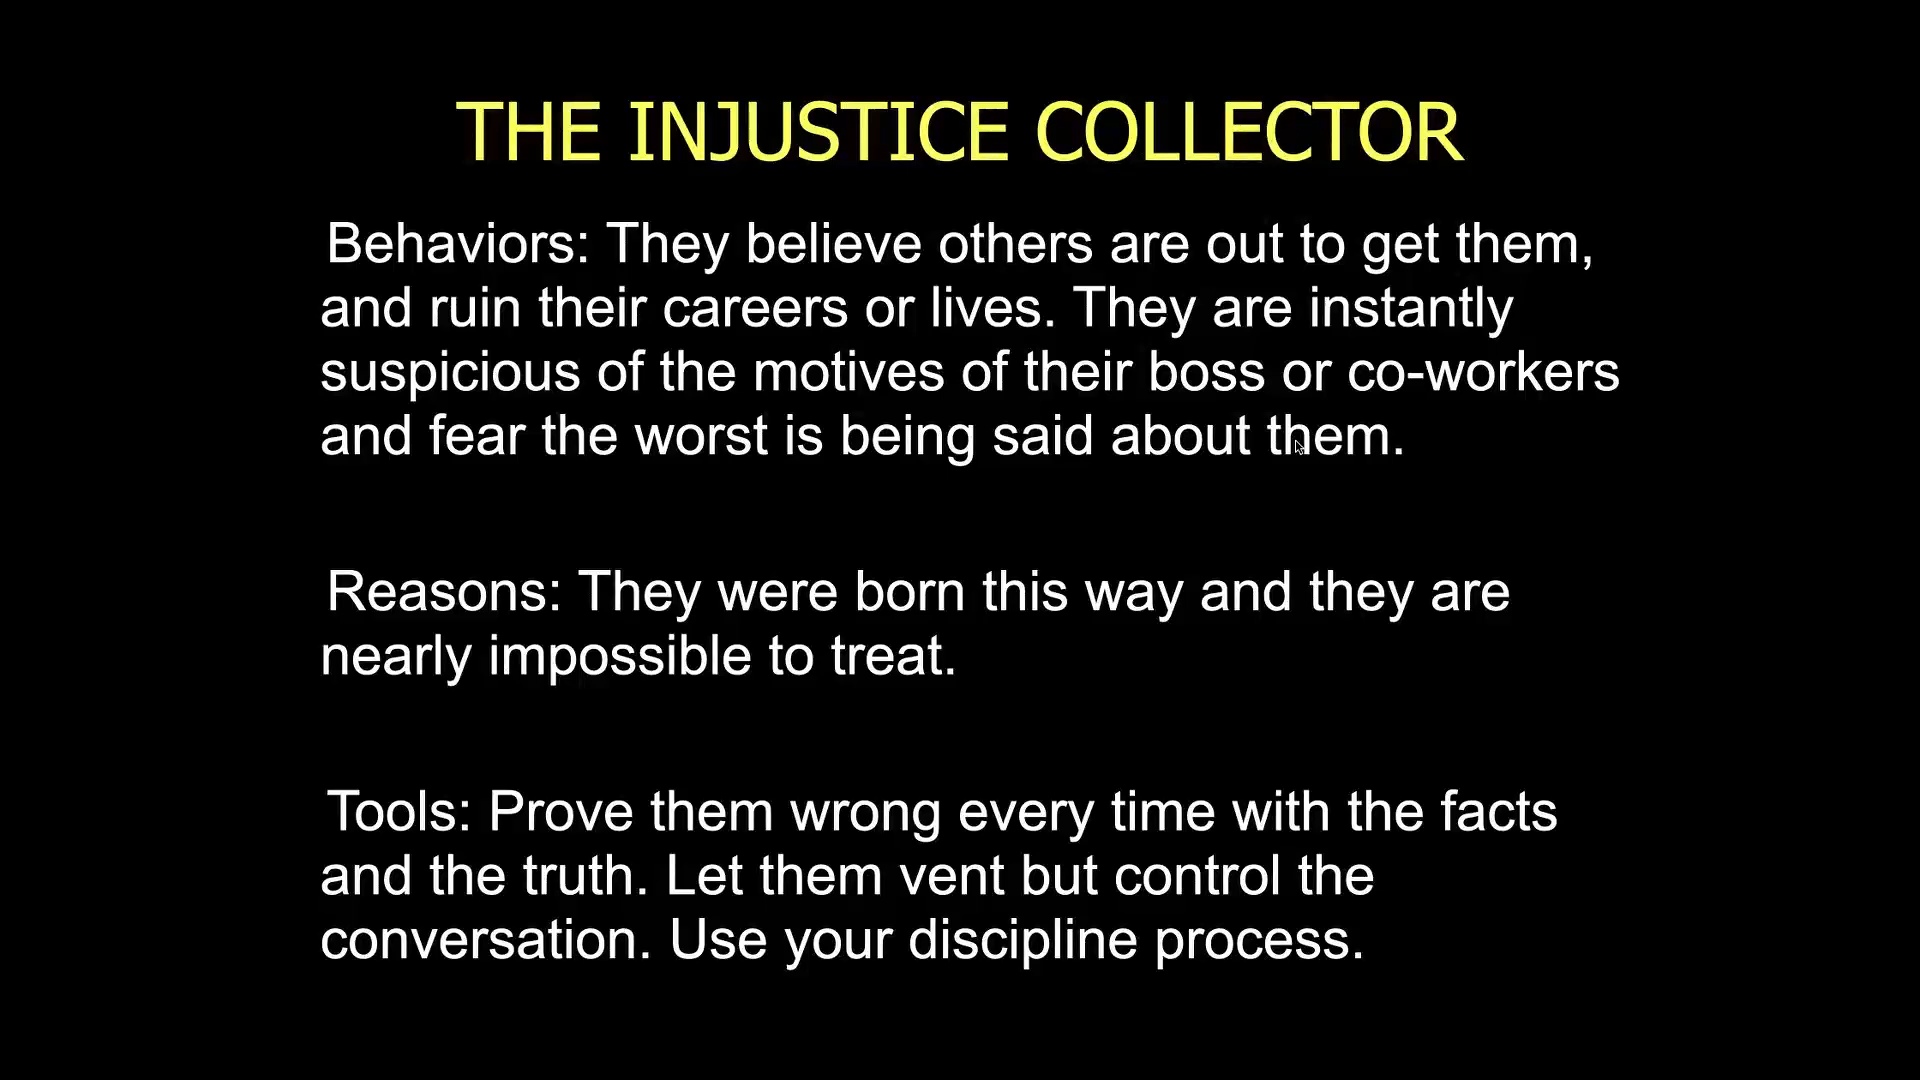 THE INJUSTICE COLLECTOR
Behaviors: They believe others are out to get them,
and ruin their careers or lives. They are instantly
suspicious of the motives of their boss or co-workers
and fear the worst is being said about them.
Reasons: They were born this way and they are
nearly impossible to treat.
Tools: Prove them wrong every time with the facts
and the truth. Let them vent but control the
conversation. Use your discipline process.